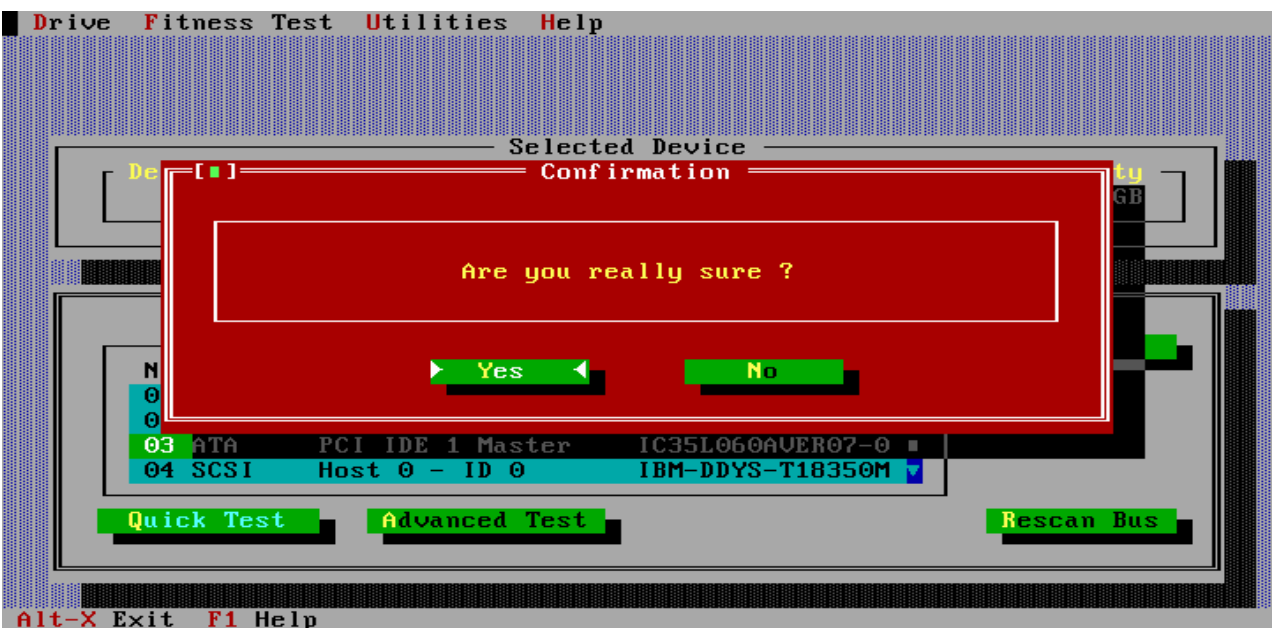 Drive Fitness Test Utilities Help
Selected Device
Confirmation
GB
Are you really sure ?
Yes No
03 ATA PCI IDE 1 Master IC35L060AVER07-0
04 SCSI Host 0 - ID 0 IBM-DDYS-T18350M
Quick Test Advanced Test Rescan Bus
Alt-X Exit F1 Help